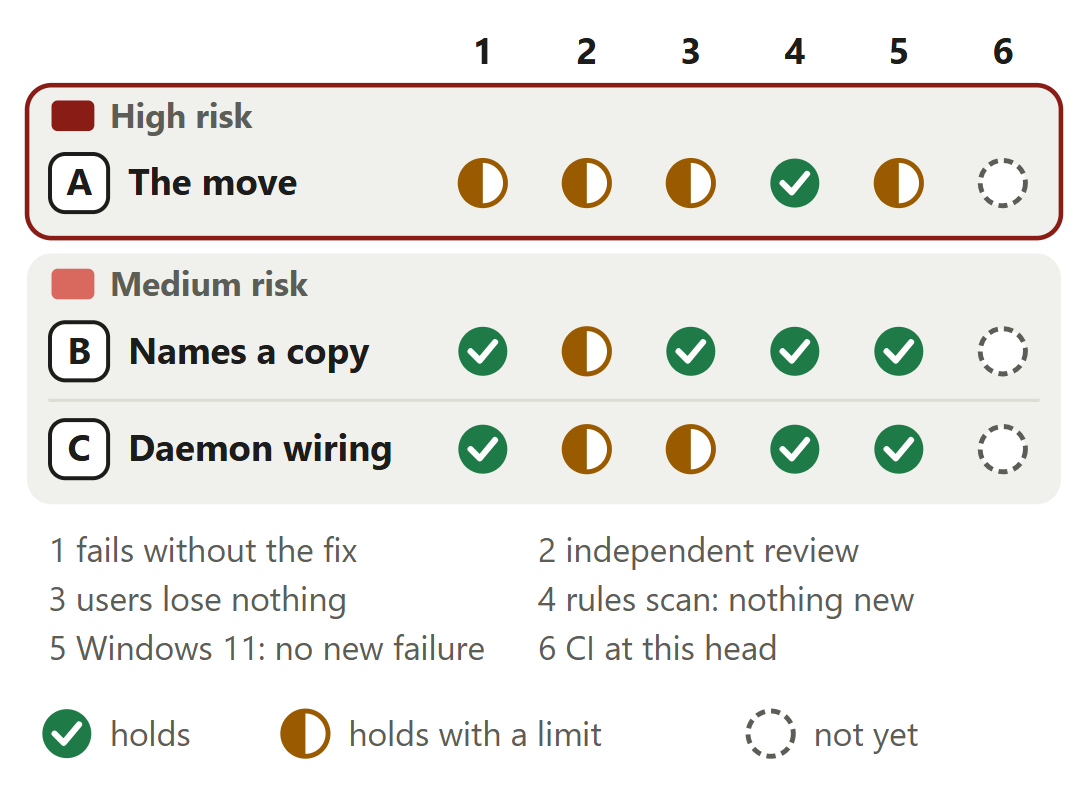 1 2 3 4 5 6
High risk
A The move
Medium risk
B Names a copy
C Daemon wiring
1 fails without the fix 2 independent review
3 users lose nothing 4 rules scan: nothing new
5 Windows 11: no new failure 6 CI at this head
holds holds with a limit not yet